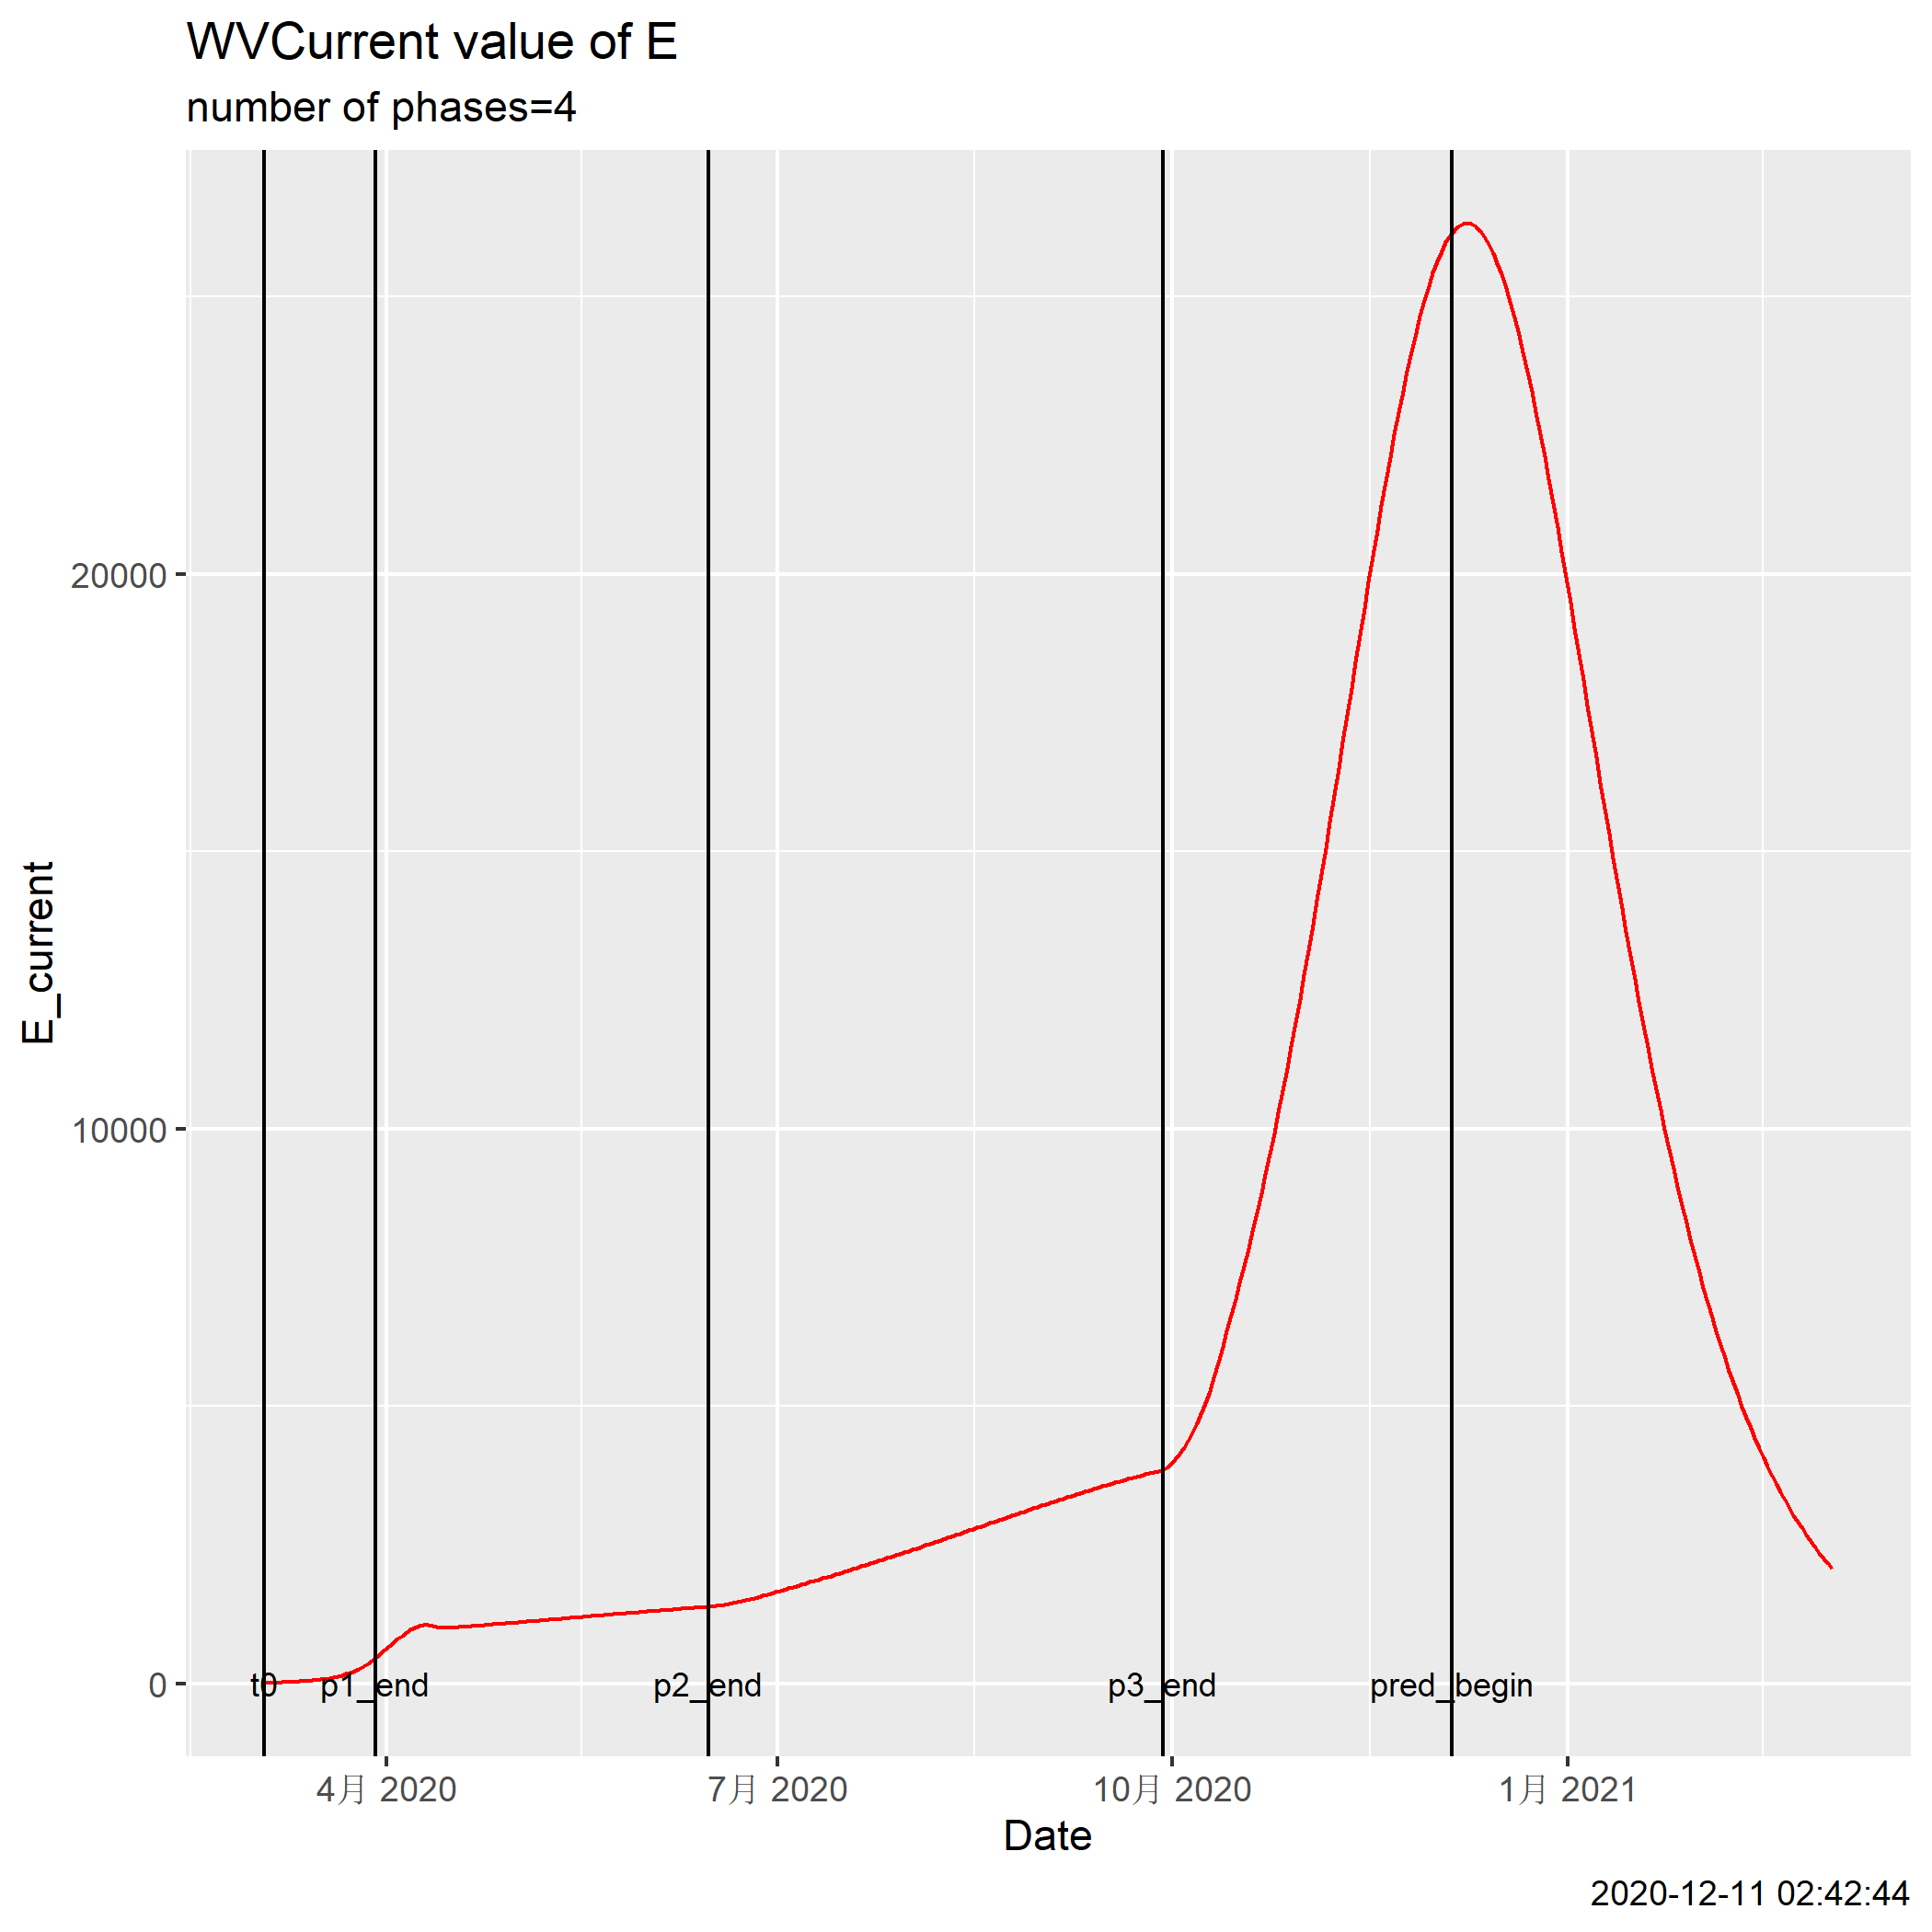 WVCurrent value of E
number of phases=4
E_current
20000
10000
0
t0 p1_end p2_end p3_end pred_begin
4月 2020 7月 2020 10月 2020 1月 2021
Date
2020-12-11 02:42:44